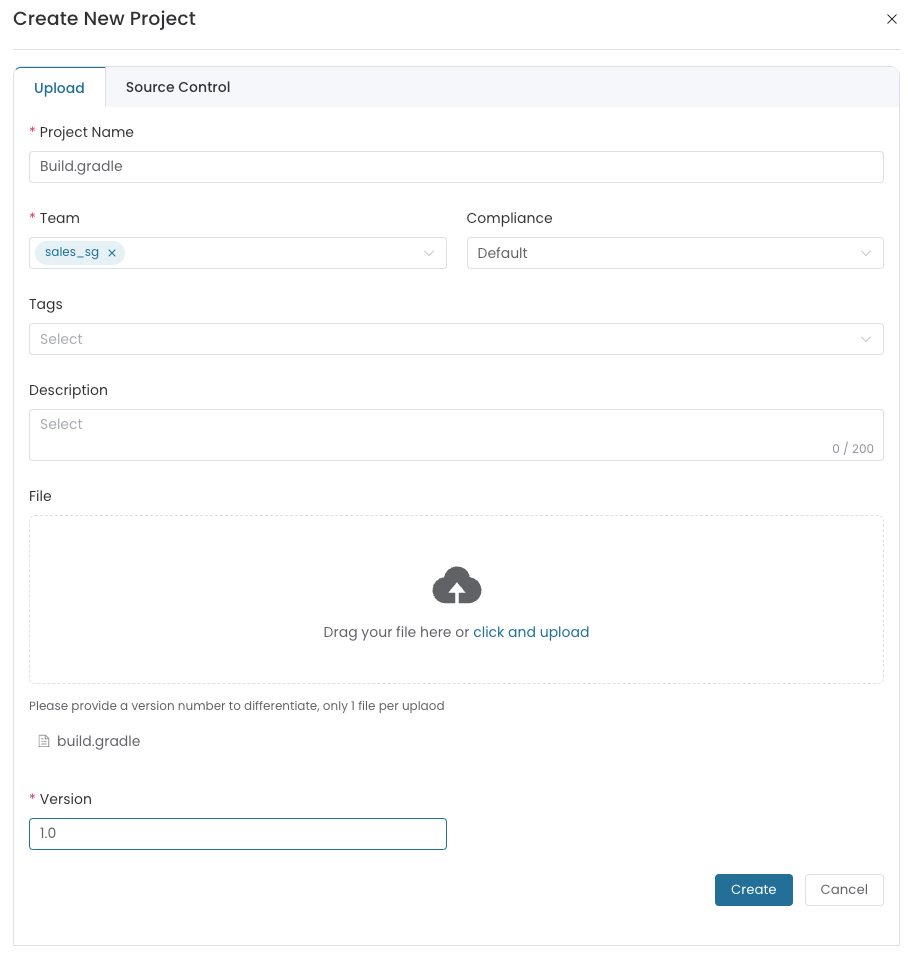 Create New Project
Upload Source Control
* Project Name
Build.gradle
* Team Compliance
sales_sg × Default
Tags
Select
Description
Select
0 / 200
File
Drag your file here or click and upload
Please provide a version number to differentiate, only 1 file per uplaod
build.gradle
* Version
1.0
Create Cancel